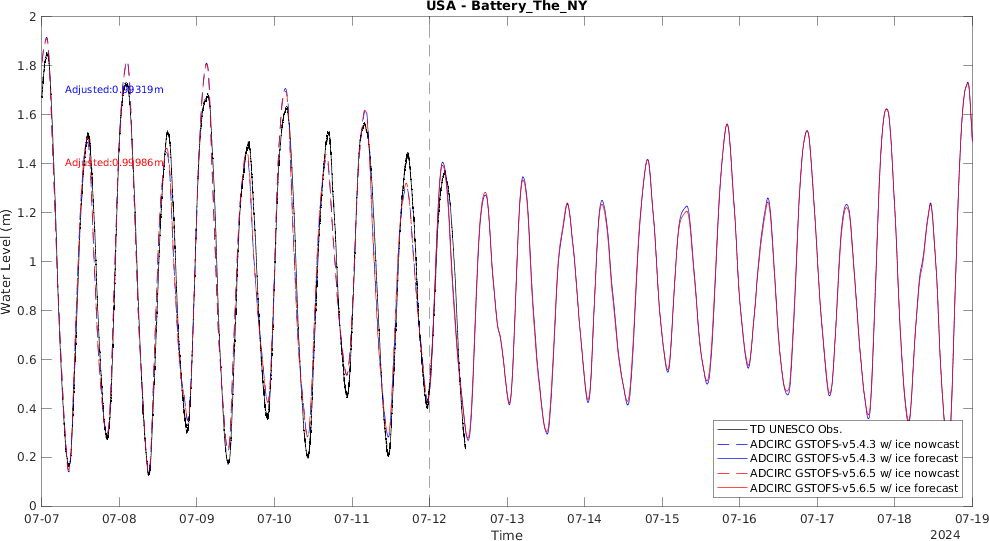 USA - Battery_The_NY
2
1.8
1.6
1.4
1.2
1
0.8
0.6
0.4
0.2
0
Water Level (m)
Adjusted:0.99319m
Adjusted:0.99986m
TD UNESCO Obs.
ADCIRC GSTOFS-v5.4.3 w/ ice nowcast
ADCIRC GSTOFS-v5.4.3 w/ ice forecast
ADCIRC GSTOFS-v5.6.5 w/ ice nowcast
ADCIRC GSTOFS-v5.6.5 w/ ice forecast
07-07 07-08 07-09 07-10 07-11 07-12 07-13 07-14 07-15 07-16 07-17 07-18 07-19
Time
2024